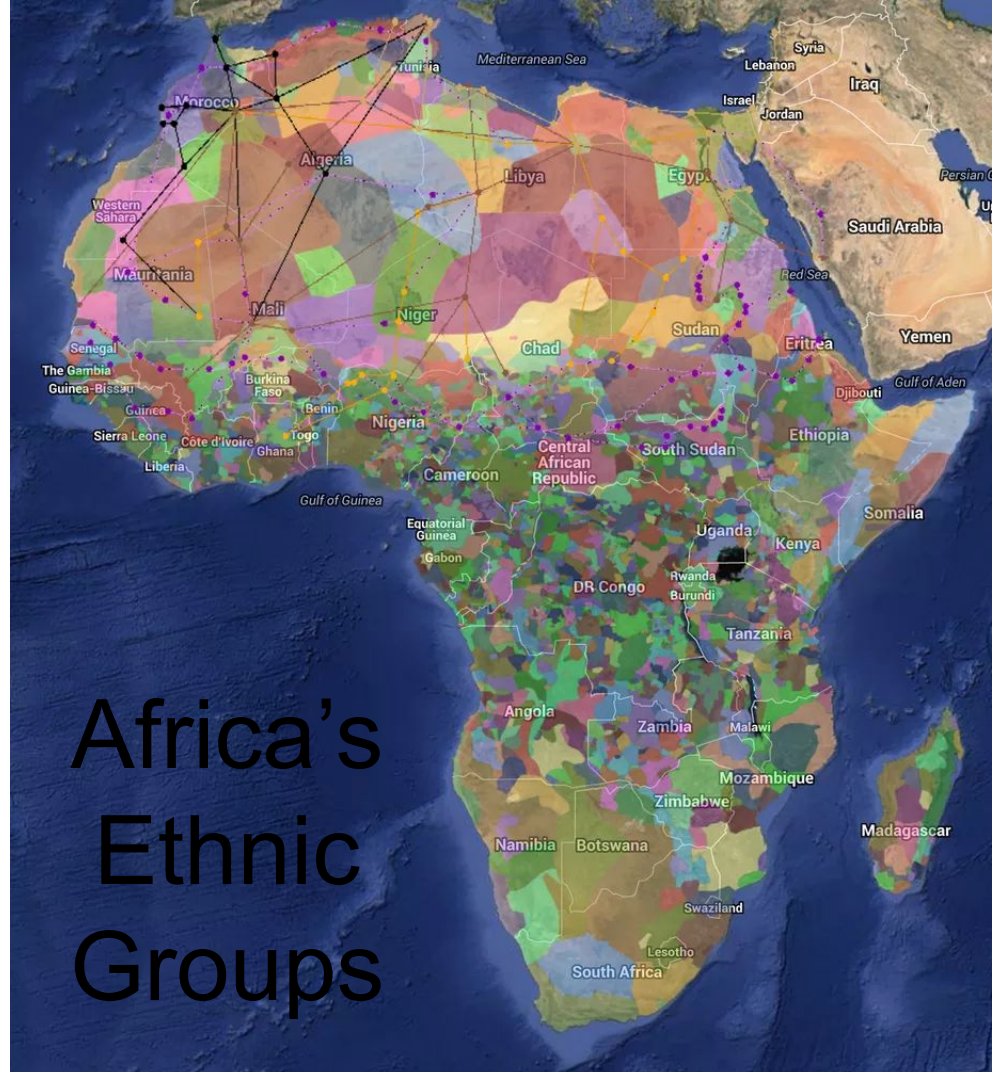 Syria
Mediterranean Sea
Lebanon
Tunisia
Iraq
Israel
Morocco
Jordan
Algeria
Libya
Egypt
Persian
Western
Sahara
Saudi Arabia
Mauritania
Red Sea
Mali
Niger
Sudan
Yemen
Senegal
Chad
Eritrea
The Gambia
Burkina
Faso
Gulf of Aden
Guinea-Bissau
Djibouti
Guinea
Benin
Nigeria
Sierra Leone
Togo
Ethiopia
Côte d'Ivoire
Ghana
Central
African
Republic
South Sudan
Liberia
Cameroon
Gulf of Guinea
Somalia
Equatorial
Guinea
Uganda
Kenya
Gabon
Rwanda
DR Congo
Burundi
Tanzania
Angola
Zambia
Malawi
Mozambique
Zimbabwe
Madagascar
Namibia
Botswana
Swaziland
Lesotho
South Africa
Africa’s
Ethnic
Groups